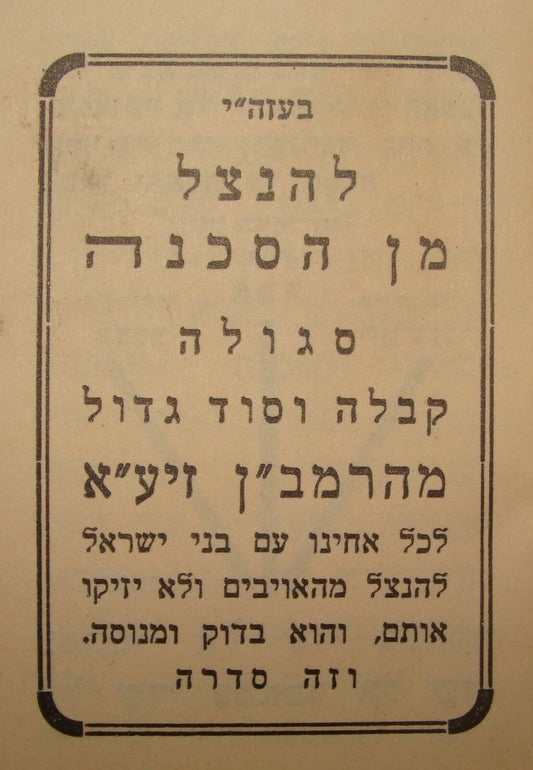 בעזה"י
להנצל
מן הסכנה
סגולה
קבלה וסוד גדול
מהרמב"ן זיע"א
לכל אחינו עם בני ישראל
להנצל מהאויבים ולא יזיקו
אותם, והוא בדוק ומנוסה.
וזה סדרה